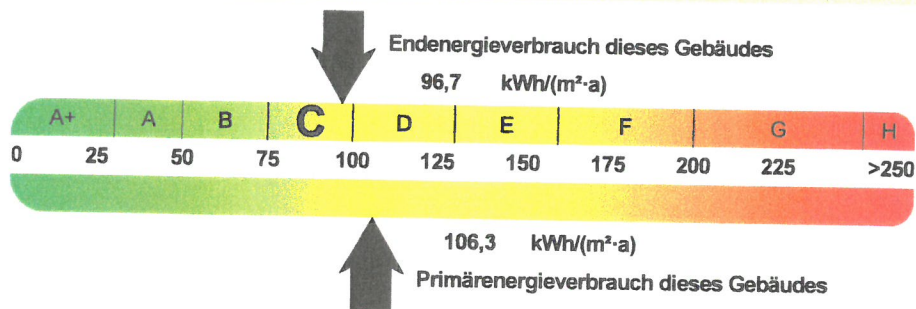 Endenergieverbrauch dieses Gebäudes
96,7 kWh/(m²·a)
A+ A B C D E F G H
0 25 50 75 100 125 150 175 200 225 >250
106,3 kWh/(m²·a)
Primärenergieverbrauch dieses Gebäudes